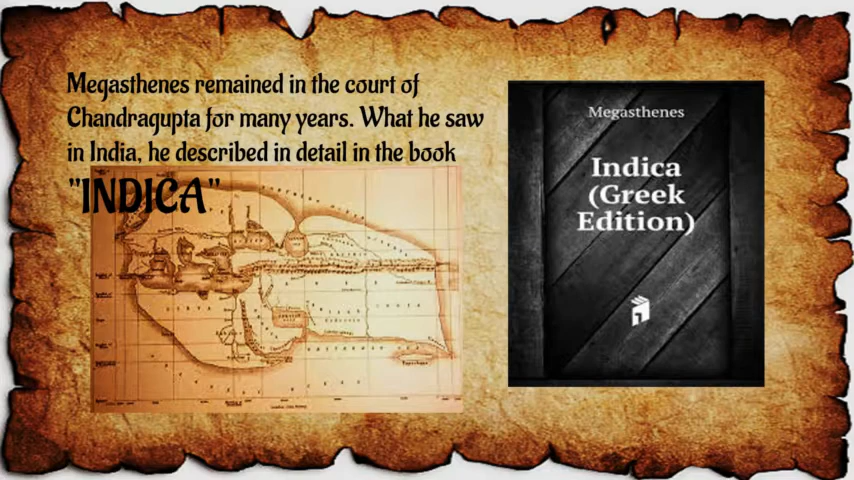 Megasthenes remained in the court of
Chandragupta for many years. What he saw
in India, he described in detail in the book
"INDICA"
Megasthenes
Indica
(Greek
Edition)